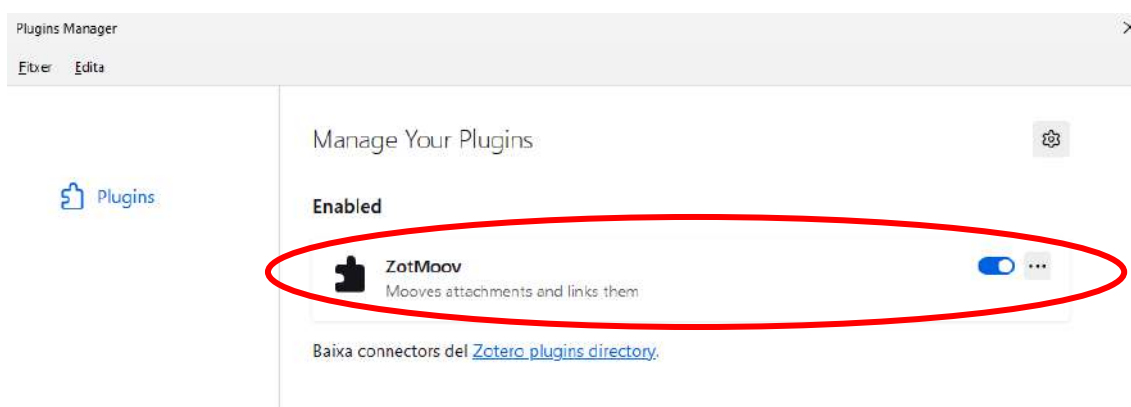 Plugins Manager
Fitxer Edita
Manage Your Plugins
Plugins
Enabled
ZotMoov
Mooves attachments and links them
Baixa connectors del Zotero plugins directory.